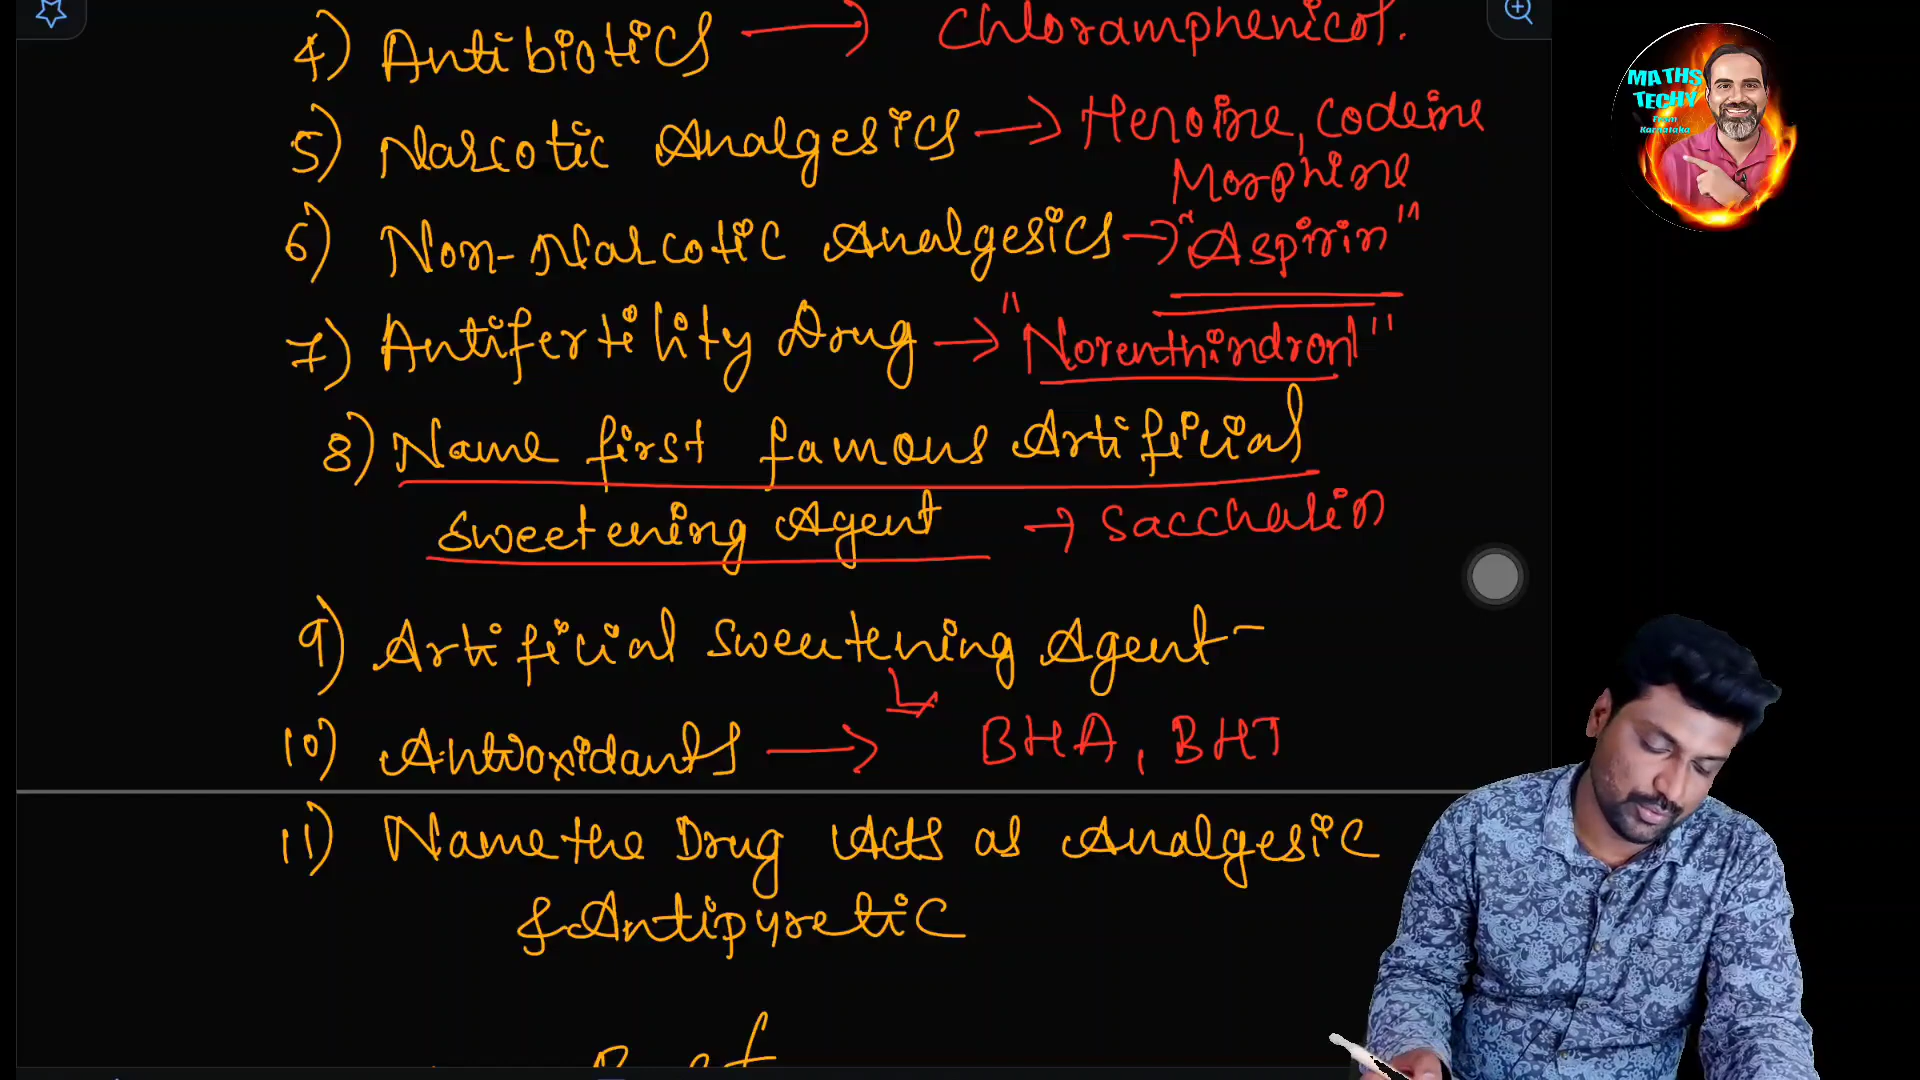 4) Antibiotics → Chloramphenicol.
5) Narcotic Analgesics → Heroine, Codeine
Morphine
6) Non-Narcotic Analgesics → "Aspirin"
7) Antifertility Drug → "Norenthindron"
8) Name first famous Artificial
Sweetening Agent → Saccharin
9) Artificial Sweetening Agent-
10) Antioxidants → BHA, BHT
11) Name the Drug Acts as Analgesic
& Antipyretic
MATHS
TECHY
From
Karnataka